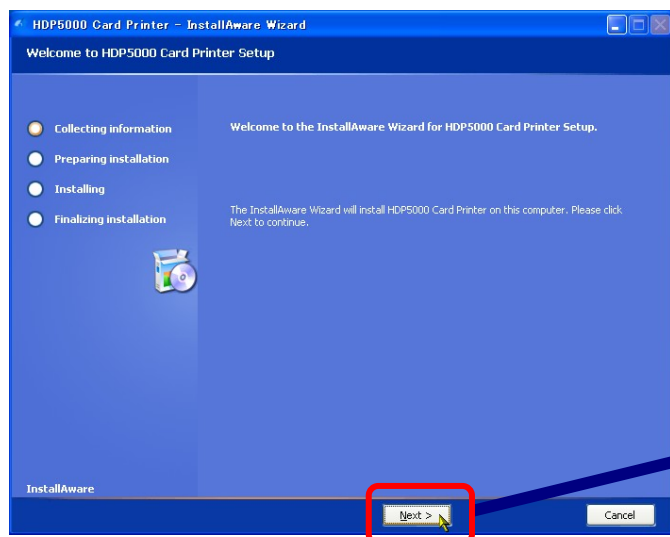 HDP5000 Card Printer - InstallAware Wizard
Welcome to HDP5000 Card Printer Setup
Collecting information
Preparing installation
Installing
Finalizing installation
Welcome to the InstallAware Wizard for HDP5000 Card Printer Setup.
The InstallAware Wizard will install HDP5000 Card Printer on this computer. Please click
Next to continue.
InstallAware
Next >
Cancel